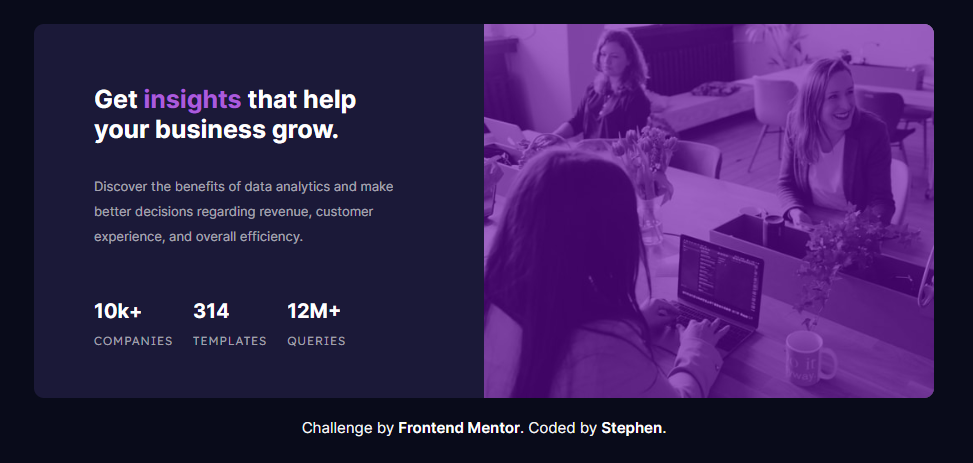 Get insights that help
your business grow.
Discover the benefits of data analytics and make
better decisions regarding revenue, customer
experience, and overall efficiency.
10k+ 314 12M+
COMPANIES TEMPLATES QUERIES
Challenge by Frontend Mentor. Coded by Stephen.